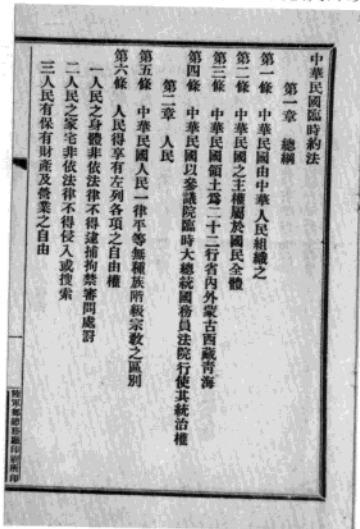 中華民國臨時約法
第一章　總綱
第一條　中華民國由中華人民組織之
第二條　中華民國之主權屬於國民全體
第三條　中華民國領土爲二十二行省內外蒙古西藏青海
第四條　中華民國以參議院臨時大總統國務員法院行使其統治權
第二章　人民
第五條　中華民國人民一律平等無種族階級宗教之區別
第六條　人民得享有左列各項之自由權
一人民之身體非依法律不得逮捕拘禁審問處罰
二人民之家宅非依法律不得侵入或搜索
三人民有保有財產及營業之自由